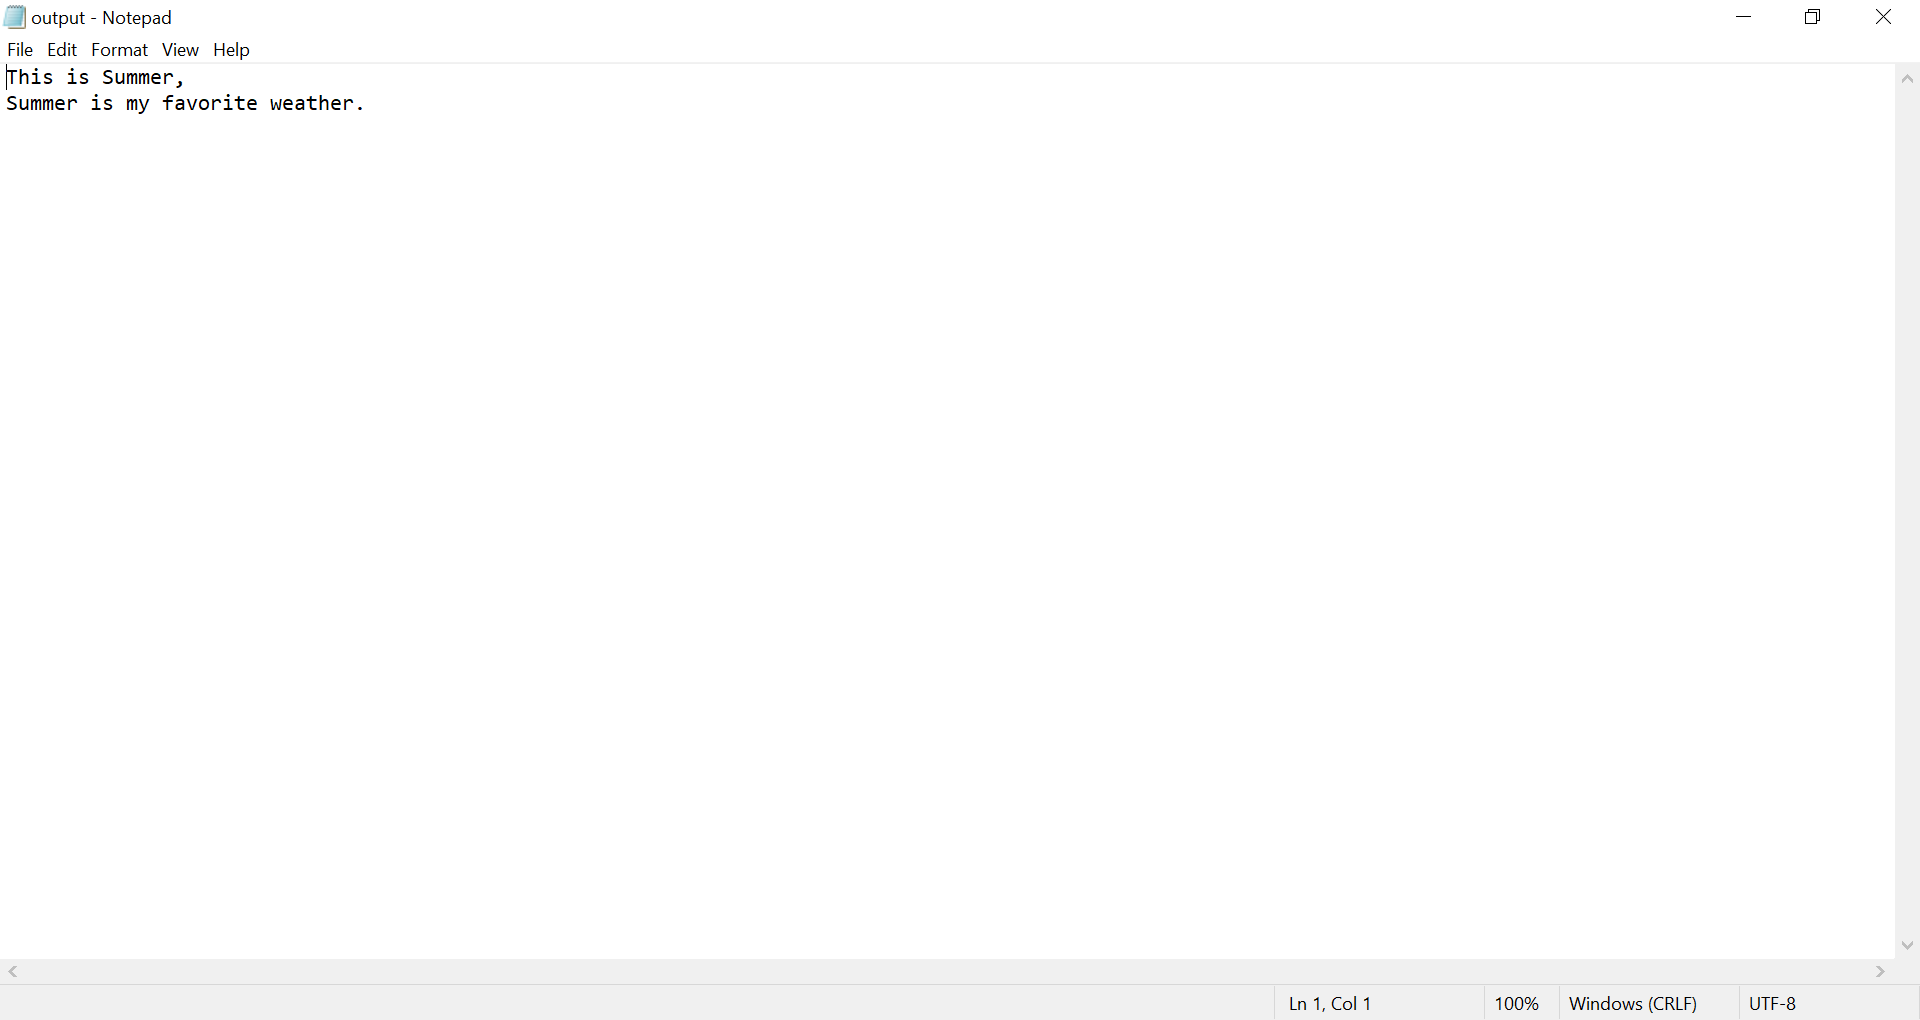 output - Notepad
File Edit Format View Help
This is Summer,
Summer is my favorite weather.
Ln 1, Col 1 100% Windows (CRLF) UTF-8